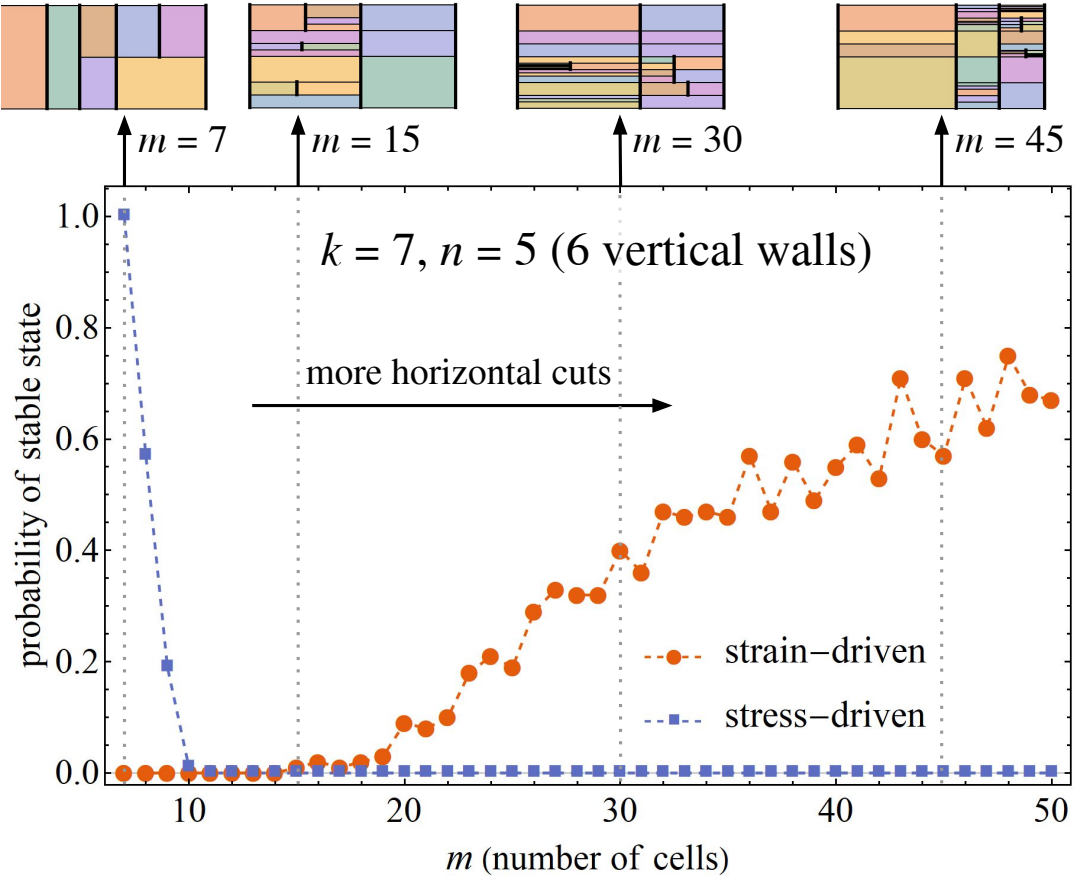 m = 7
m = 15
m = 30
m = 45
k = 7, n = 5 (6 vertical walls)
more horizontal cuts
strain–driven
stress–driven
probability of stable state
1.0
0.8
0.6
0.4
0.2
0.0
10
20
30
40
50
m (number of cells)